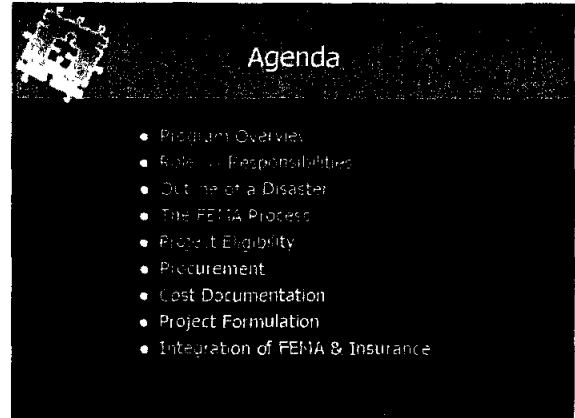 Agenda
• Program Overview
• Roles & Responsibilities
• Outline of a Disaster
• The FEMA Process
• Project Eligibility
• Procurement
• Cost Documentation
• Project Formulation
• Integration of FEMA & Insurance